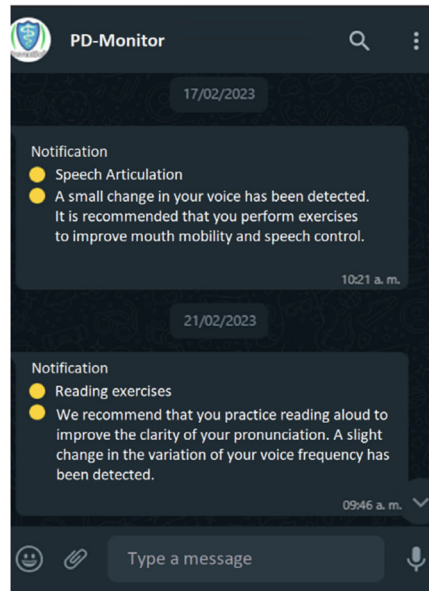 PD-Monitor
17/02/2023
Notification
Speech Articulation
A small change in your voice has been detected.
It is recommended that you perform exercises
to improve mouth mobility and speech control.
10:21 a. m.
21/02/2023
Notification
Reading exercises
We recommend that you practice reading aloud to
improve the clarity of your pronunciation. A slight
change in the variation of your voice frequency has
been detected.
09:46 a. m.
Type a message